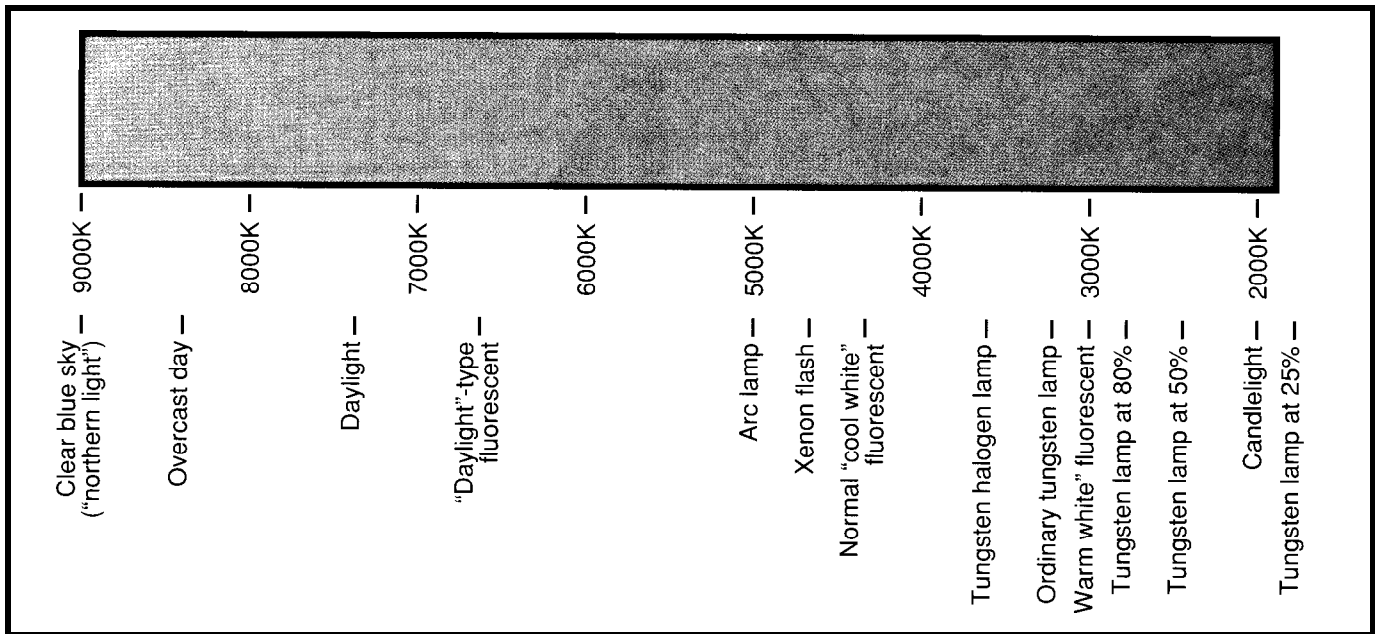 9000K
8000K
7000K
6000K
5000K
4000K
3000K
2000K
Clear blue sky
("northern light")
Overcast day
Daylight
"Daylight"-type
fluorescent
Arc lamp
Xenon flash
Normal "cool white"
fluorescent
Tungsten halogen lamp
Ordinary tungsten lamp
Warm white" fluorescent
Tungsten lamp at 80%
Tungsten lamp at 50%
Candlelight
Tungsten lamp at 25%